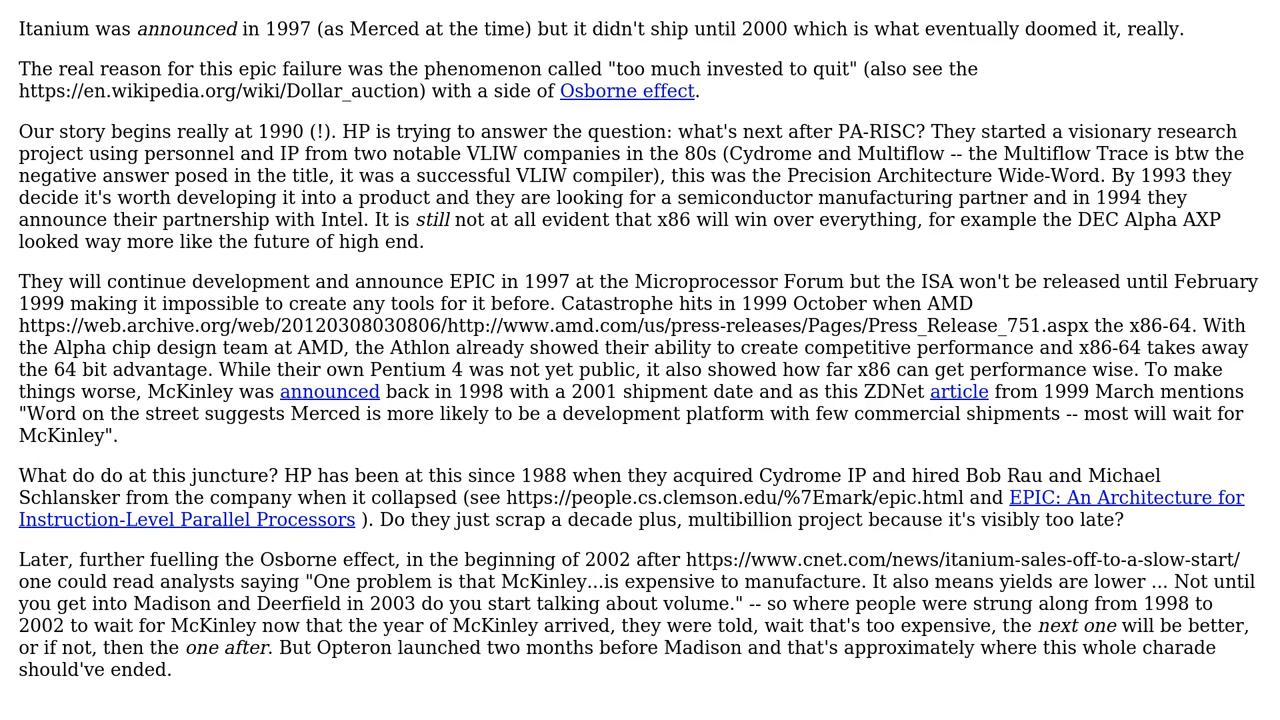 Itanium was announced in 1997 (as Merced at the time) but it didn't ship until 2000 which is what eventually doomed it, really.
The real reason for this epic failure was the phenomenon called "too much invested to quit" (also see the
https://en.wikipedia.org/wiki/Dollar_auction) with a side of Osborne effect.
Our story begins really at 1990 (!). HP is trying to answer the question: what's next after PA-RISC? They started a visionary research
project using personnel and IP from two notable VLIW companies in the 80s (Cydrome and Multiflow -- the Multiflow Trace is btw the
negative answer posed in the title, it was a successful VLIW compiler), this was the Precision Architecture Wide-Word. By 1993 they
decide it's worth developing it into a product and they are looking for a semiconductor manufacturing partner and in 1994 they
announce their partnership with Intel. It is still not at all evident that x86 will win over everything, for example the DEC Alpha AXP
looked way more like the future of high end.
They will continue development and announce EPIC in 1997 at the Microprocessor Forum but the ISA won't be released until February
1999 making it impossible to create any tools for it before. Catastrophe hits in 1999 October when AMD
https://web.archive.org/web/20120308030806/http://www.amd.com/us/press-releases/Pages/Press_Release_751.aspx the x86-64. With
the Alpha chip design team at AMD, the Athlon already showed their ability to create competitive performance and x86-64 takes away
the 64 bit advantage. While their own Pentium 4 was not yet public, it also showed how far x86 can get performance wise. To make
things worse, McKinley was announced back in 1998 with a 2001 shipment date and as this ZDNet article from 1999 March mentions
"Word on the street suggests Merced is more likely to be a development platform with few commercial shipments -- most will wait for
McKinley".
What do do at this juncture? HP has been at this since 1988 when they acquired Cydrome IP and hired Bob Rau and Michael
Schlansker from the company when it collapsed (see https://people.cs.clemson.edu/%7Emark/epic.html and EPIC: An Architecture for
Instruction-Level Parallel Processors ). Do they just scrap a decade plus, multibillion project because it's visibly too late?
Later, further fuelling the Osborne effect, in the beginning of 2002 after https://www.cnet.com/news/itanium-sales-off-to-a-slow-start/
one could read analysts saying "One problem is that McKinley...is expensive to manufacture. It also means yields are lower ... Not until
you get into Madison and Deerfield in 2003 do you start talking about volume." -- so where people were strung along from 1998 to
2002 to wait for McKinley now that the year of McKinley arrived, they were told, wait that's too expensive, the next one will be better,
or if not, then the one after. But Opteron launched two months before Madison and that's approximately where this whole charade
should've ended.